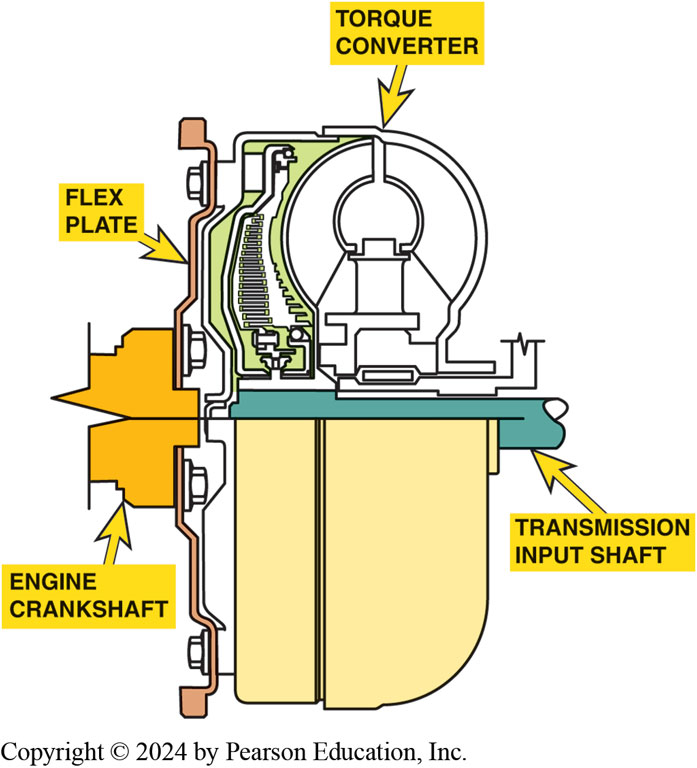 TORQUE
CONVERTER
FLEX
PLATE
TRANSMISSION
INPUT SHAFT
ENGINE
CRANKSHAFT
Copyright © 2024 by Pearson Education, Inc.